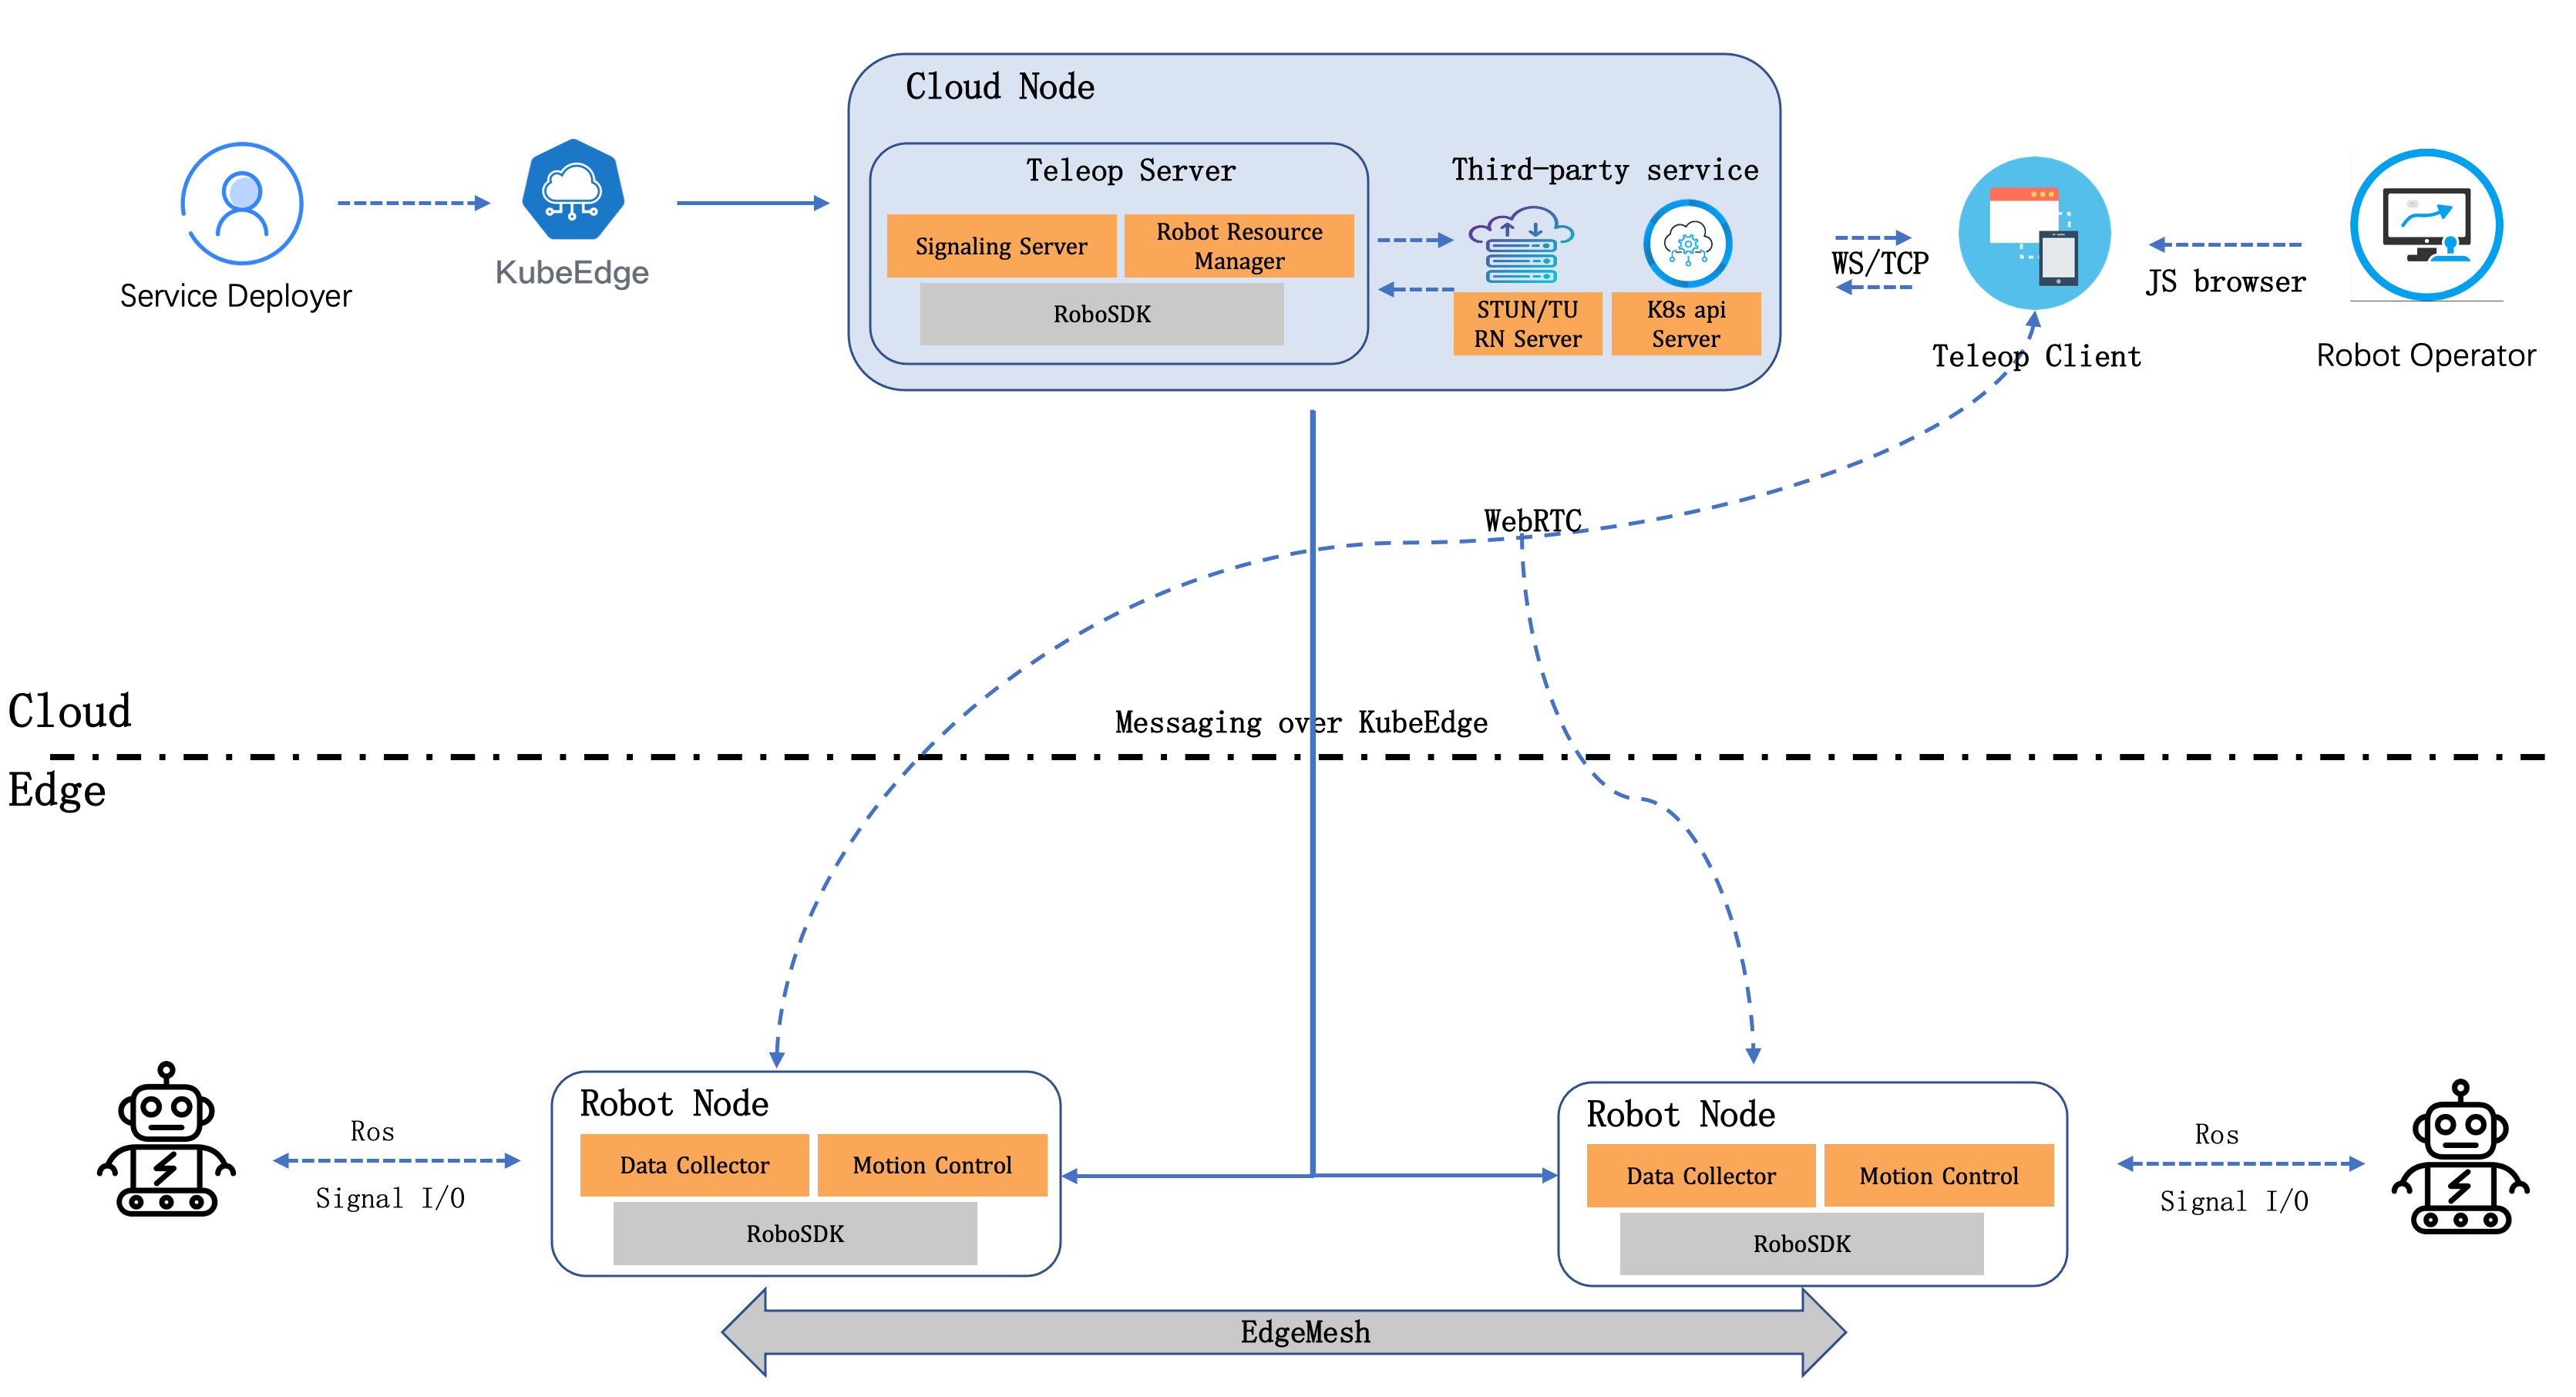 Cloud Node
Teleop Server
Third-party service
Signaling Server
Robot Resource
Manager
RoboSDK
STUN/TU
RN Server
K8s api
Server
Service Deployer
KubeEdge
WS/TCP
Teleop Client
JS browser
Robot Operator
WebRTC
Cloud
Messaging over KubeEdge
Edge
Ros
Signal I/O
Robot Node
Data Collector
Motion Control
RoboSDK
Robot Node
Data Collector
Motion Control
RoboSDK
Ros
Signal I/O
EdgeMesh